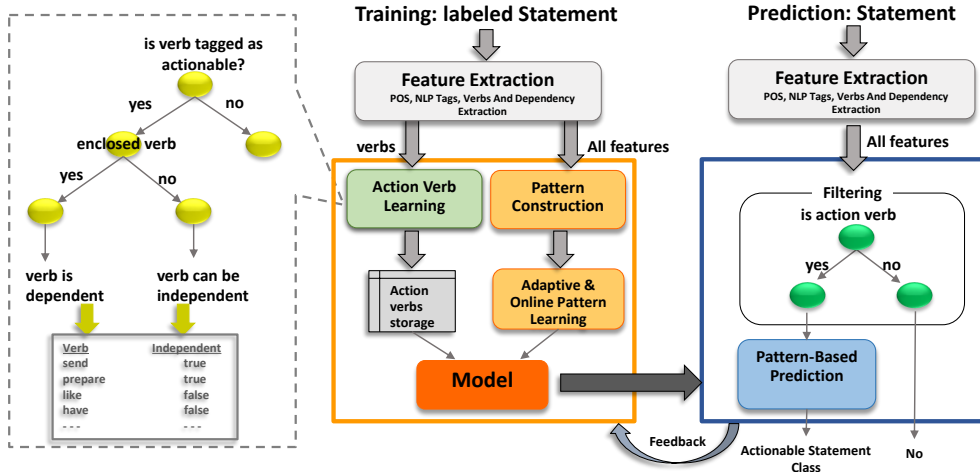 Training: labeled Statement
Prediction: Statement
is verb tagged as
actionable?
yes
no
enclosed verb
yes
no
verb is
dependent
verb can be
independent
Verb Independent
send true
prepare true
like false
have false
- - - - - -
Feature Extraction
POS, NLP Tags, Verbs And Dependency
Extraction
verbs
All features
Action Verb
Learning
Pattern
Construction
Action
verbs
storage
Adaptive &
Online Pattern
Learning
Model
Feedback
Feature Extraction
POS, NLP Tags, Verbs And Dependency
Extraction
All features
Filtering
is action verb
yes
no
Pattern-Based
Prediction
Actionable Statement
Class
No